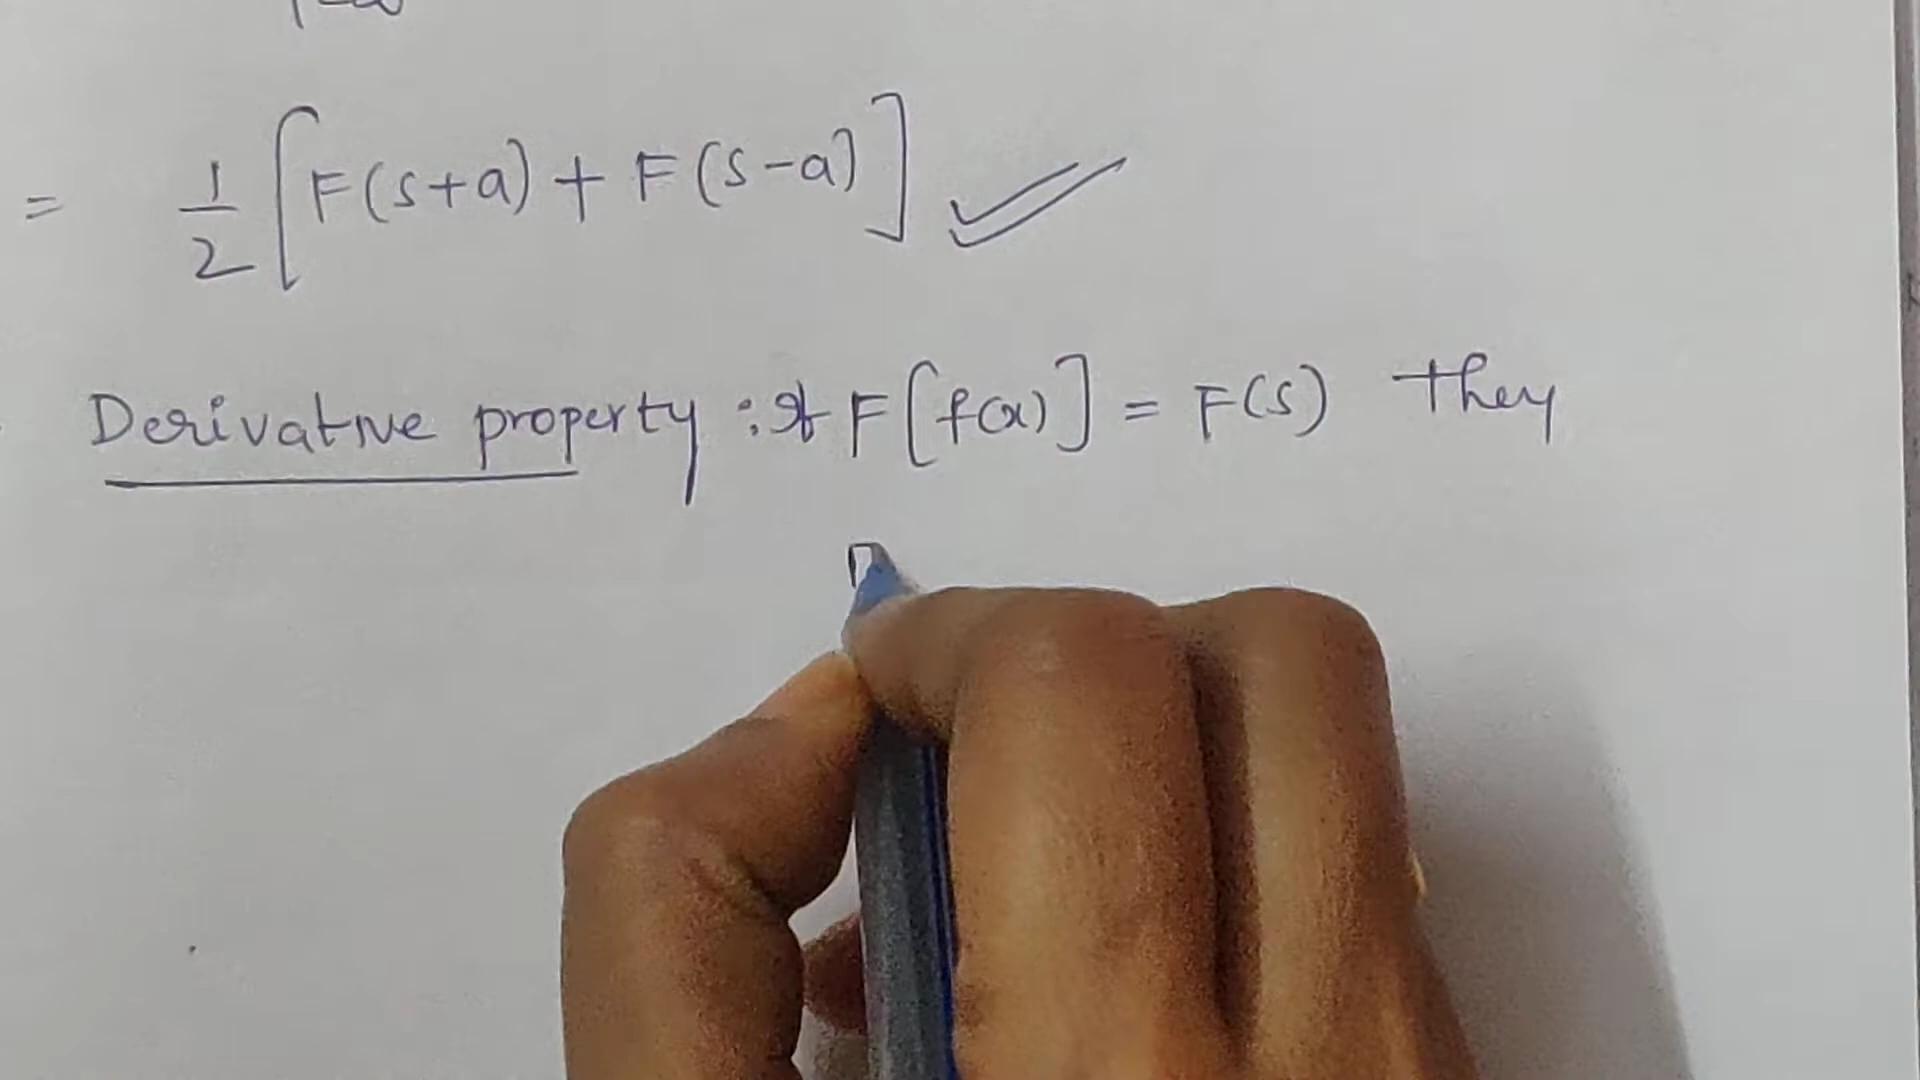 = 1/2 [F(s+a) + F(s-a)]
Derivative property : If F[f(x)] = F(s) then